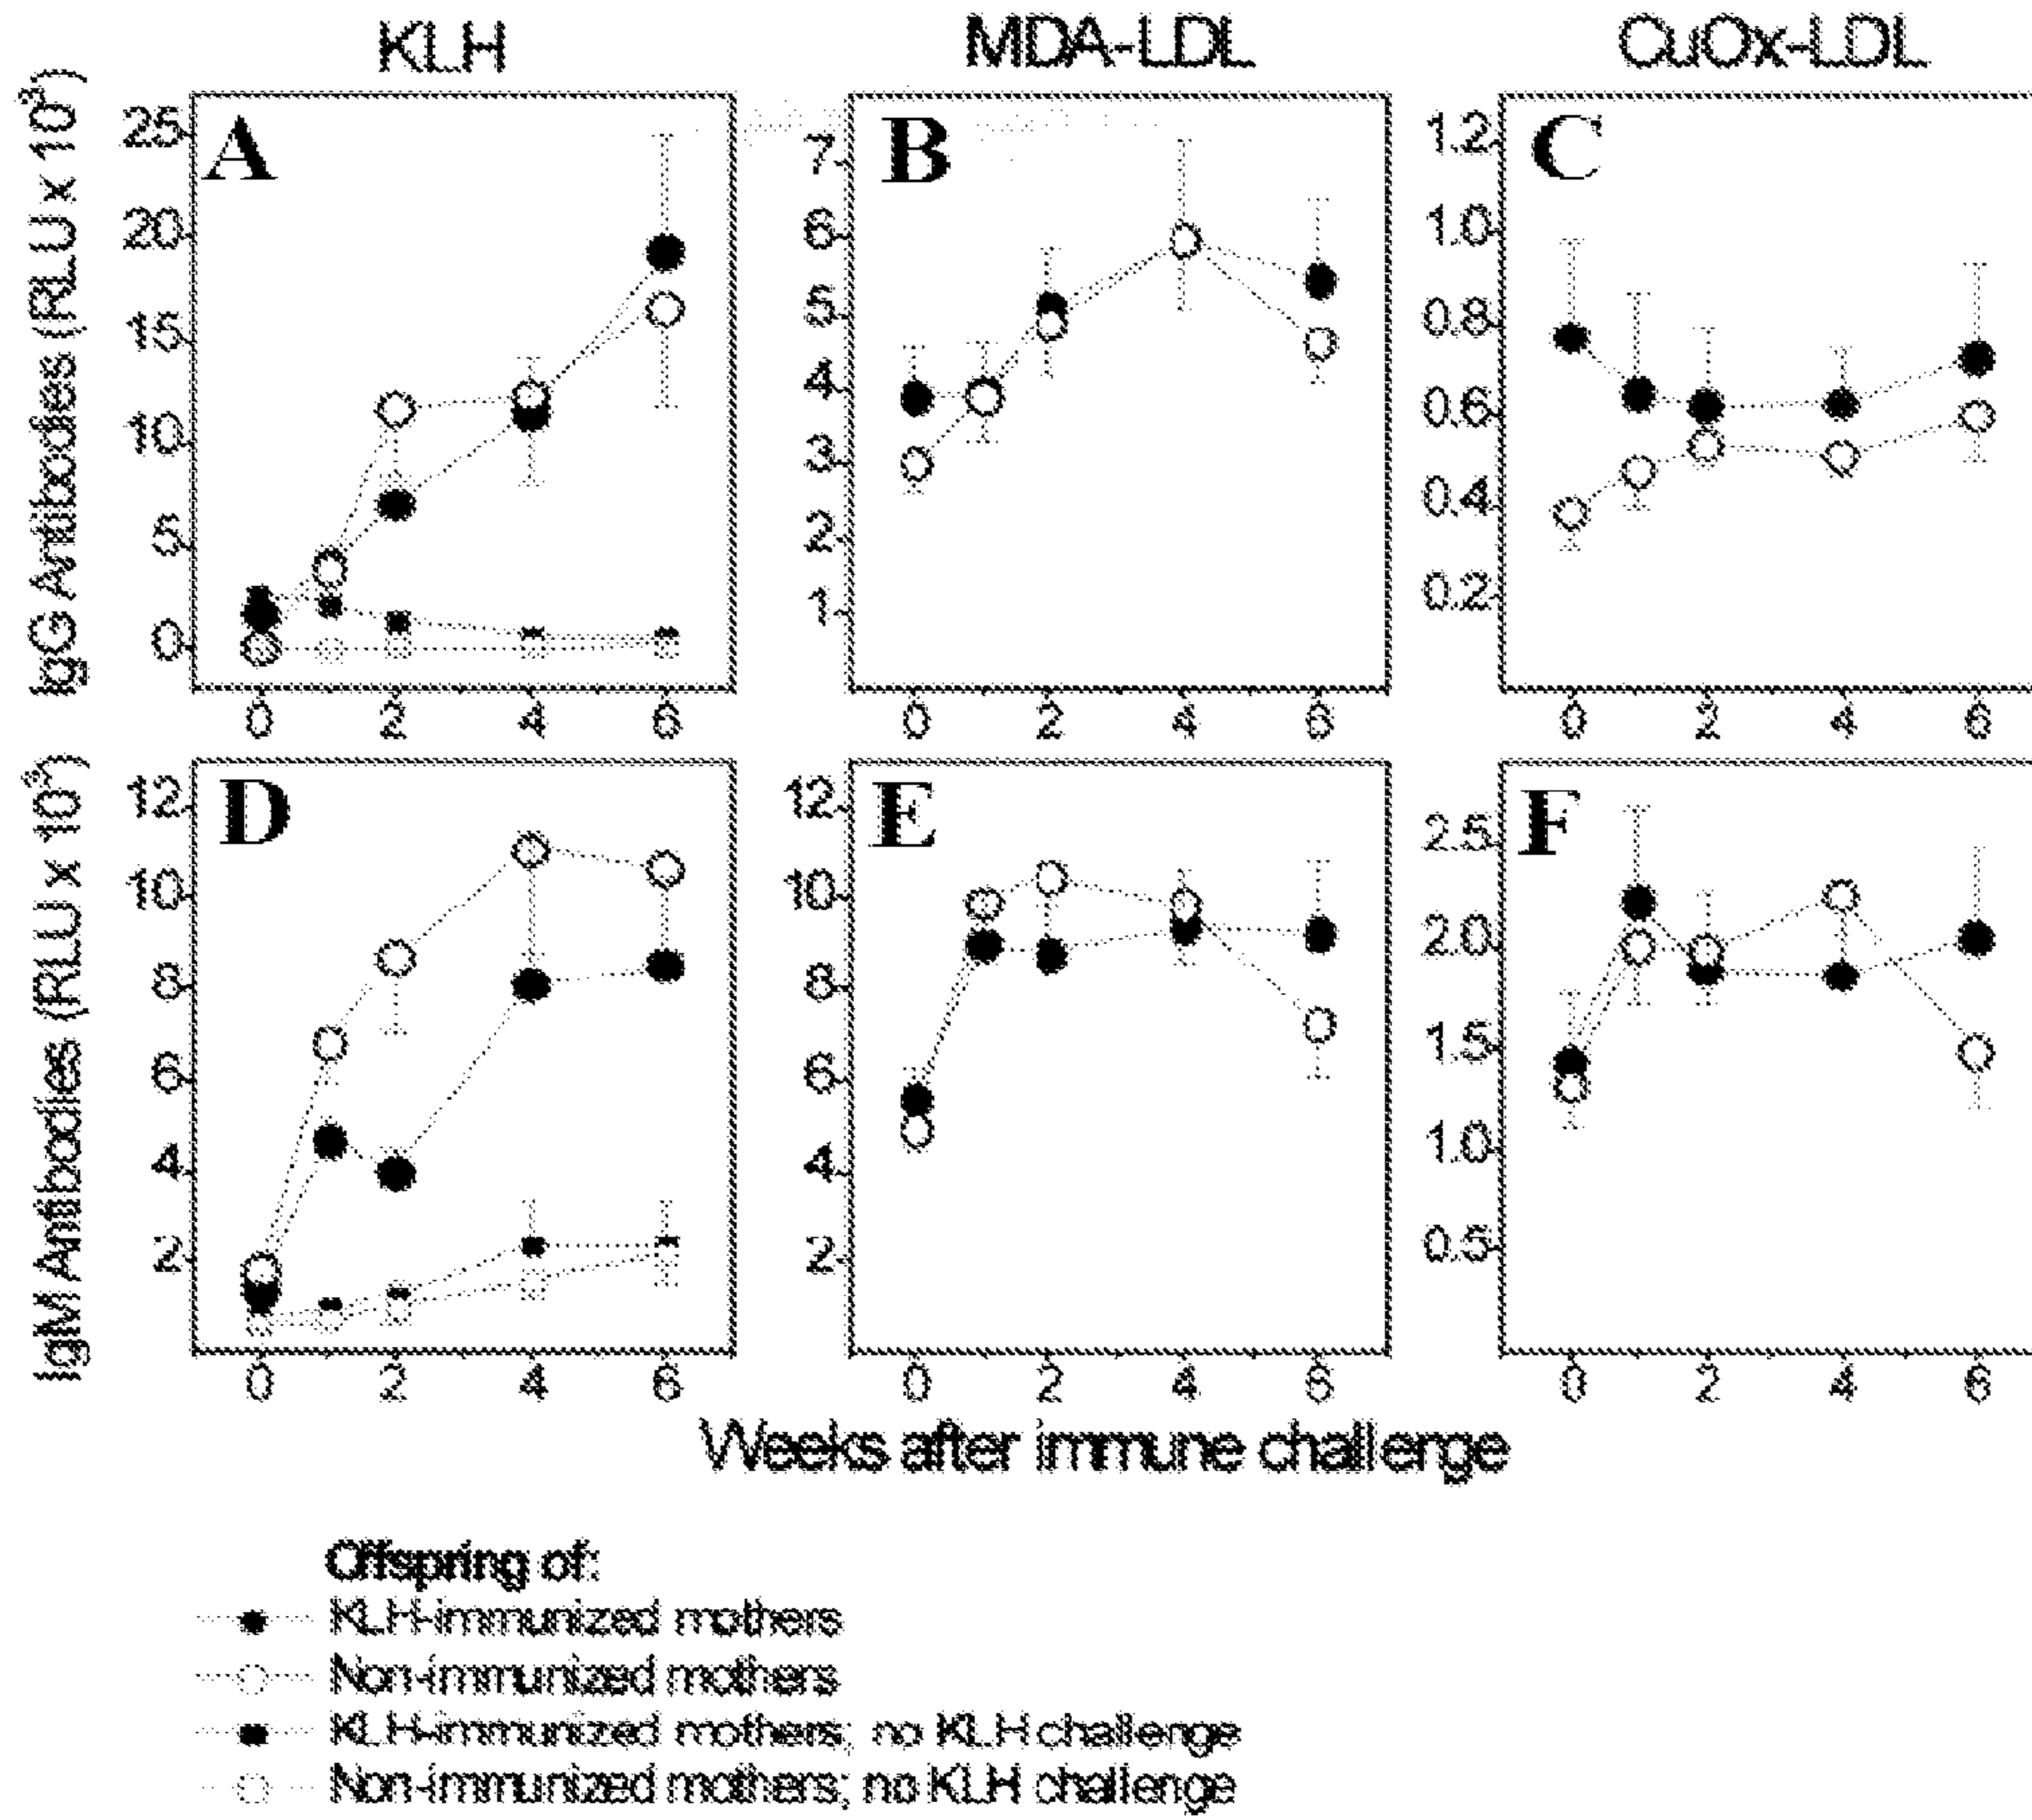 KLH MDA-LDL CuOx-LDL
IgG Antibodies (RLU x 10³)
A
25
20
15
10
5
0
0 2 4 6
B
7
6
5
4
3
2
1
0 2 4 6
C
1.2
1.0
0.8
0.6
0.4
0.2
0 2 4 6
IgM Antibodies (RLU x 10³)
D
12
10
8
6
4
2
0 2 4 6
E
12
10
8
6
4
2
0 2 4 6
F
2.5
2.0
1.5
1.0
0.5
0 2 4 6
Weeks after immune challenge
Offspring of:
KLH-immunized mothers
Non-immunized mothers
KLH-immunized mothers; no KLH challenge
Non-immunized mothers; no KLH challenge